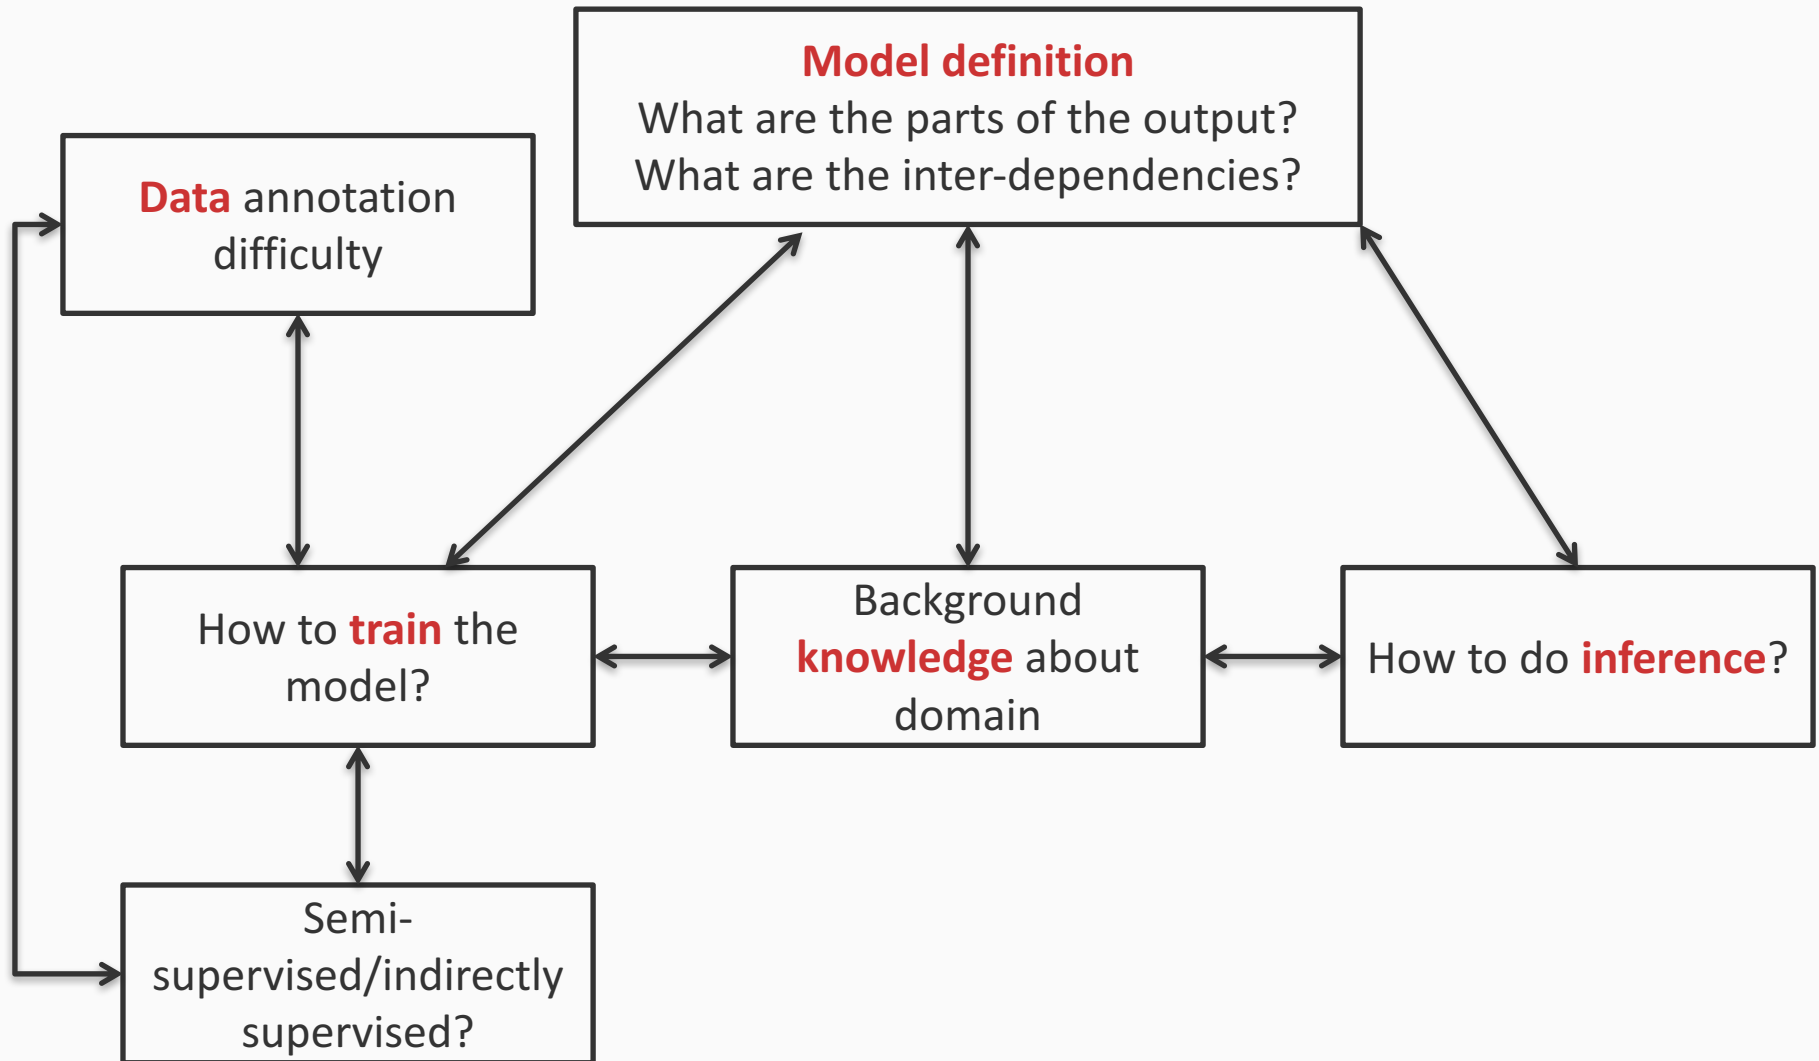 Model definition
What are the parts of the output?
What are the inter-dependencies?
Data annotation
difficulty
How to train the
model?
Background
knowledge about
domain
How to do inference?
Semi-
supervised/indirectly
supervised?